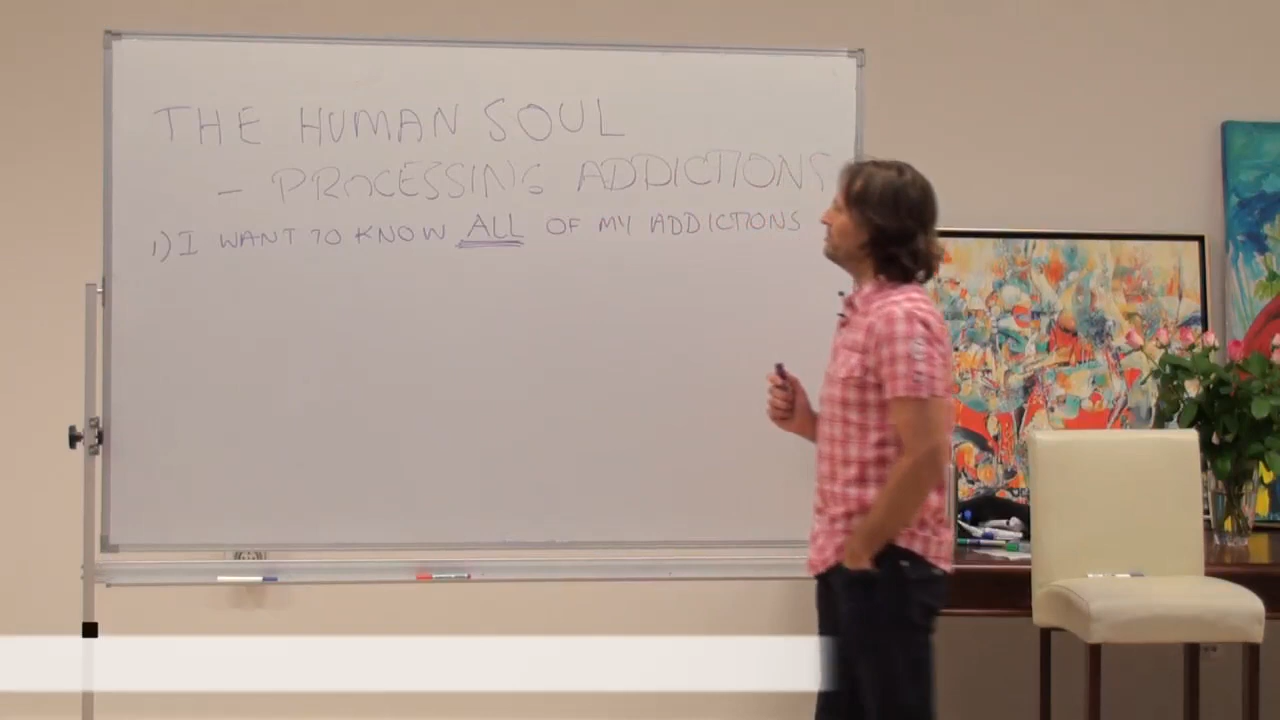 THE HUMAN SOUL
- PROCESSING ADDICTIONS
1) I WANT TO KNOW ALL OF MY ADDICTIONS